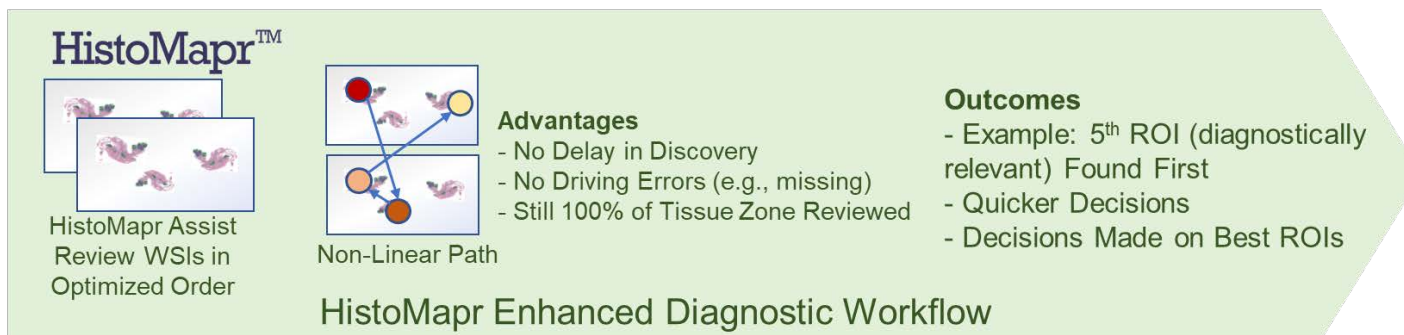 HistoMapr™
HistoMapr Assist
Review WSIs in
Optimized Order
Non-Linear Path
Advantages
- No Delay in Discovery
- No Driving Errors (e.g., missing)
- Still 100% of Tissue Zone Reviewed
Outcomes
- Example: 5th ROI (diagnostically
relevant) Found First
- Quicker Decisions
- Decisions Made on Best ROIs
HistoMapr Enhanced Diagnostic Workflow